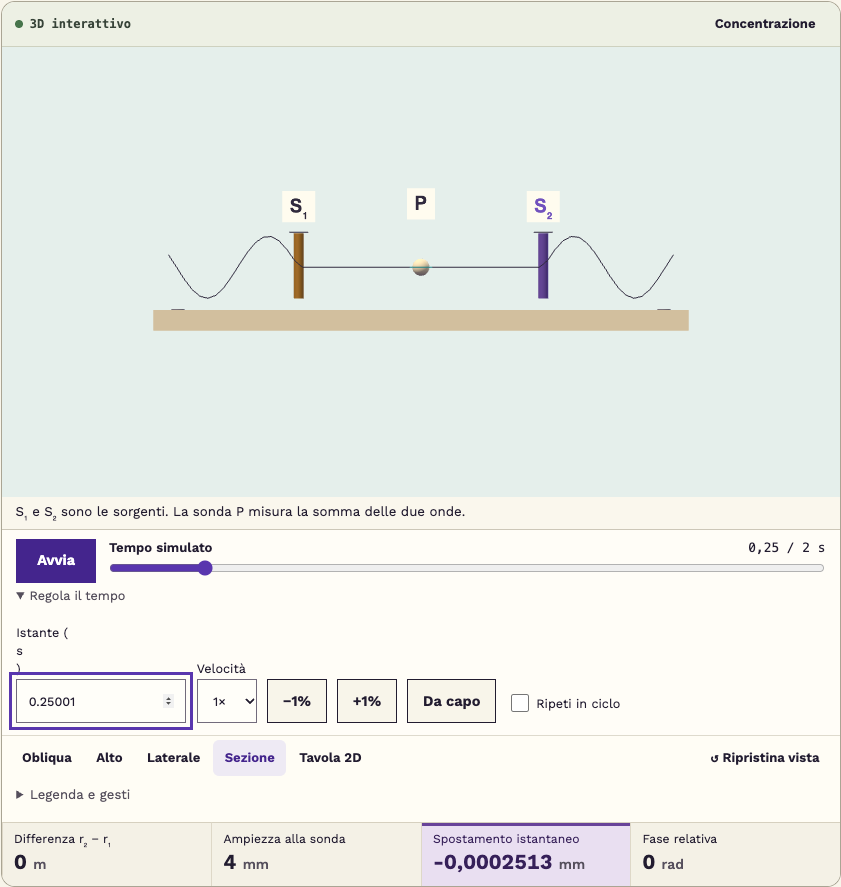 3D interattivo
Concentrazione
S₁
P
S₂
S₁ e S₂ sono le sorgenti. La sonda P misura la somma delle due onde.
Avvia
Tempo simulato
0,25 / 2 s
▼ Regola il tempo
Istante (
s
)
Velocità
0.25001
1×
−1%
+1%
Da capo
Ripeti in ciclo
Obliqua
Alto
Laterale
Sezione
Tavola 2D
↺ Ripristina vista
▶ Legenda e gesti
Differenza r₂ − r₁
0 m
Ampiezza alla sonda
4 mm
Spostamento istantaneo
-0,0002513 mm
Fase relativa
0 rad